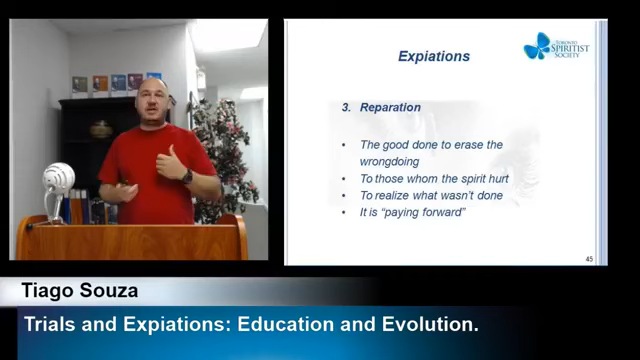 Expiations
TORONTO
SPIRITIST
SOCIETY
3. Reparation
• The good done to erase the
wrongdoing
• To those whom the spirit hurt
• To realize what wasn't done
• It is "paying forward"
45
Tiago Souza
Trials and Expiations: Education and Evolution.